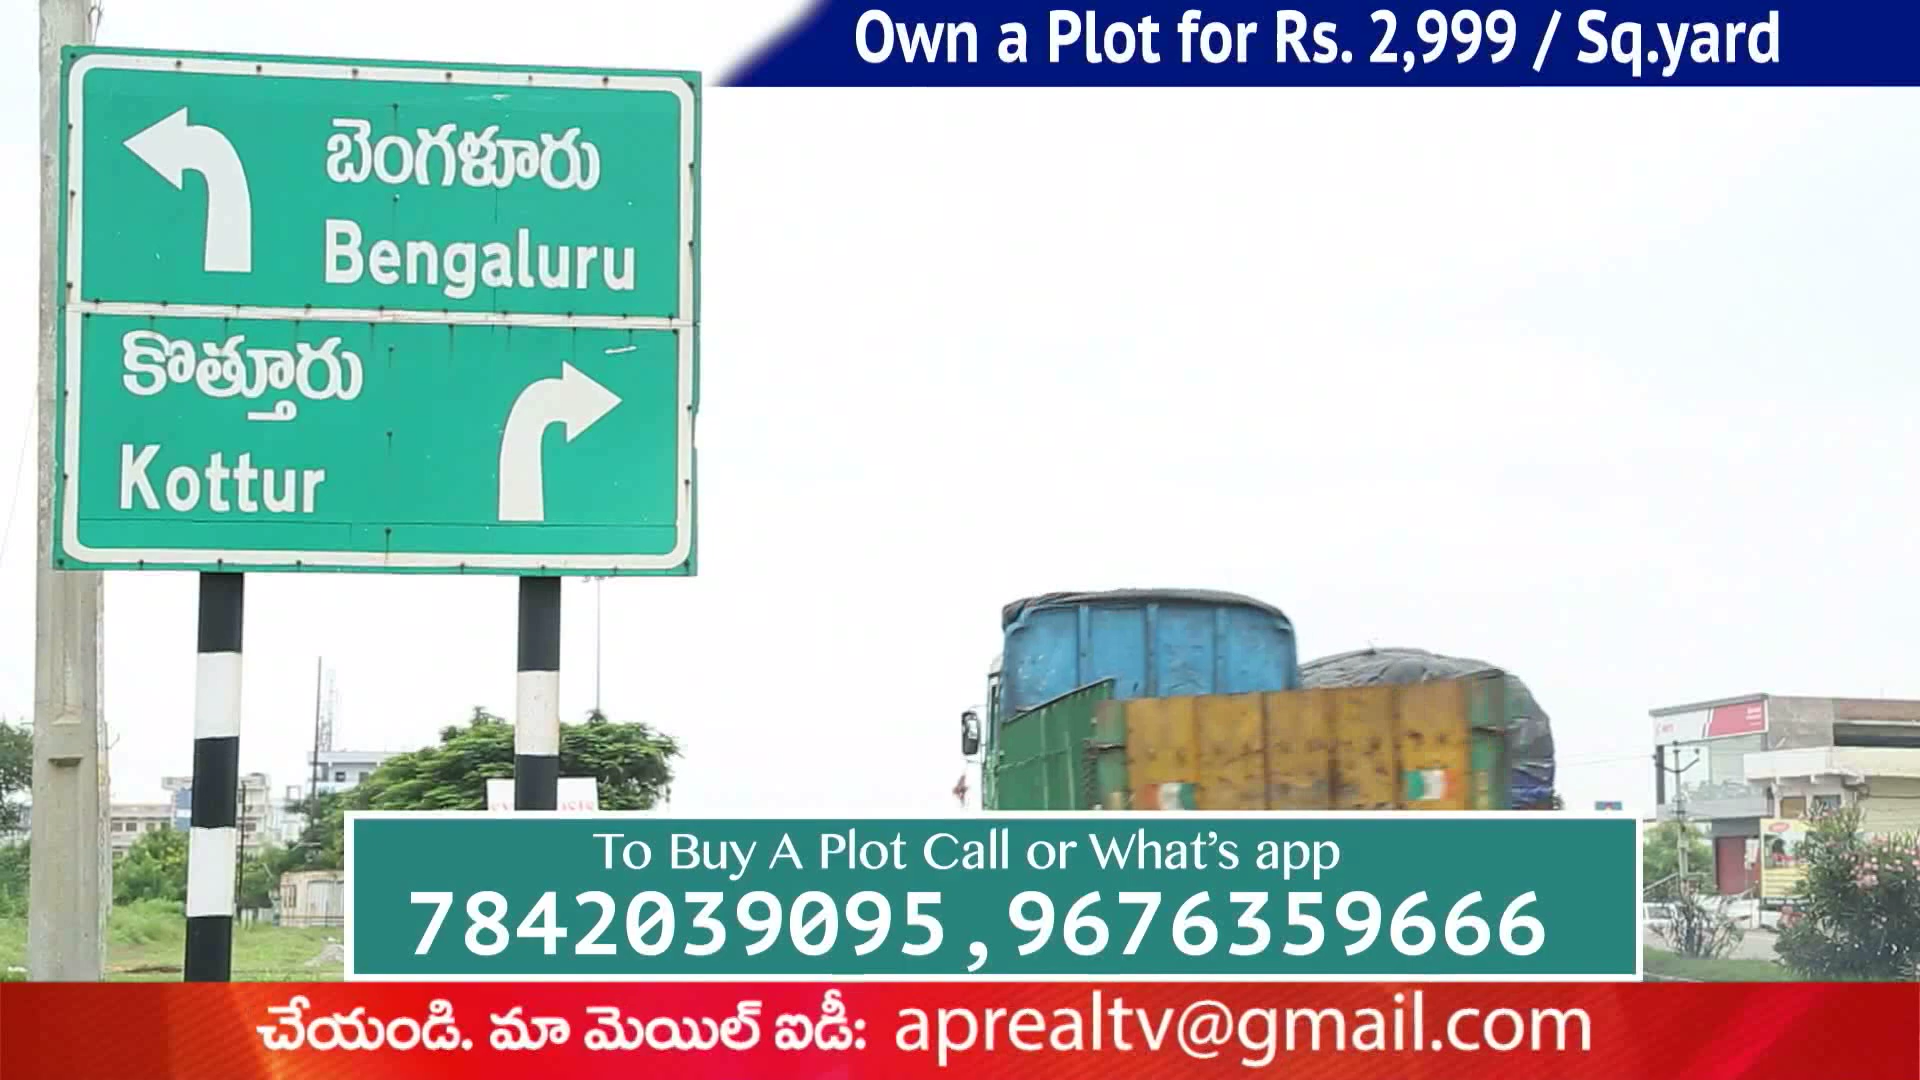 Own a Plot for Rs. 2,999 / Sq.yard
బెంగళూరు
Bengaluru
కొత్తూరు
Kottur
To Buy A Plot Call or What's app
7842039095,9676359666
చేయండి. మా మెయిల్ ఐడీ: aprealtv@gmail.com